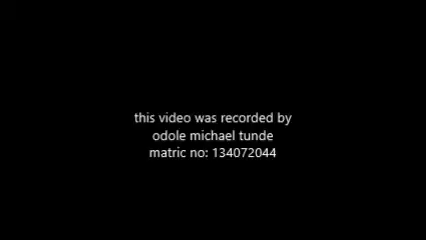 this video was recorded by
odole michael tunde
matric no: 134072044